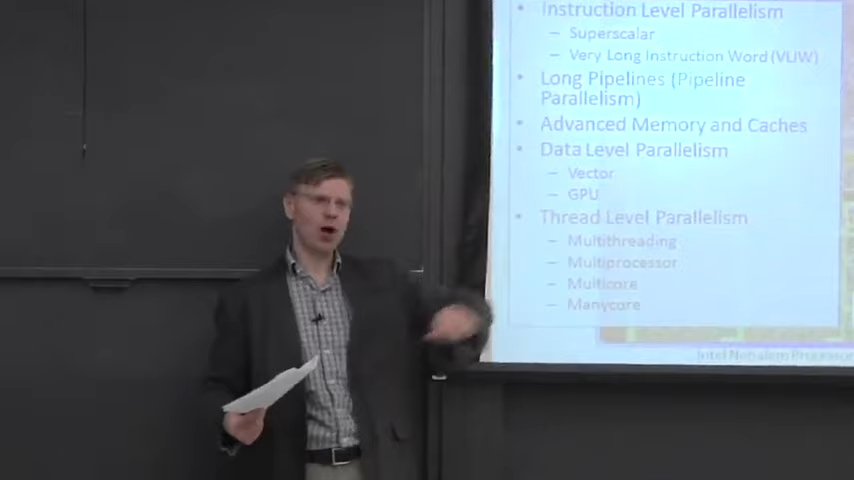 • Instruction Level Parallelism
– Superscalar
– Very Long Instruction Word (VLIW)
• Long Pipelines (Pipeline
Parallelism)
• Advanced Memory and Caches
• Data Level Parallelism
– Vector
– GPU
• Thread Level Parallelism
– Multithreading
– Multiprocessor
– Multicore
– Manycore
Intel Nehalem Processor